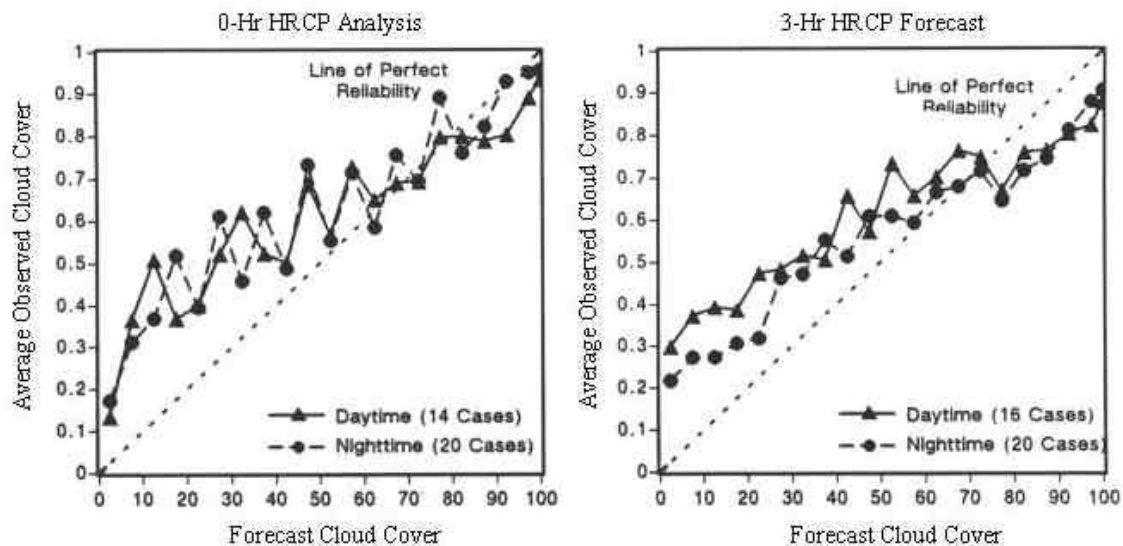 0-Hr HRCP Analysis
Average Observed Cloud Cover
1
0.9
0.8
0.7
0.6
0.5
0.4
0.3
0.2
0.1
0
Line of Perfect
Reliability
Daytime (14 Cases)
Nighttime (20 Cases)
0 10 20 30 40 50 60 70 80 90 100
Forecast Cloud Cover
3-Hr HRCP Forecast
Average Observed Cloud Cover
1
0.9
0.8
0.7
0.6
0.5
0.4
0.3
0.2
0.1
0
Line of Perfect
Reliability
Daytime (16 Cases)
Nighttime (20 Cases)
0 10 20 30 40 50 60 70 80 90 100
Forecast Cloud Cover